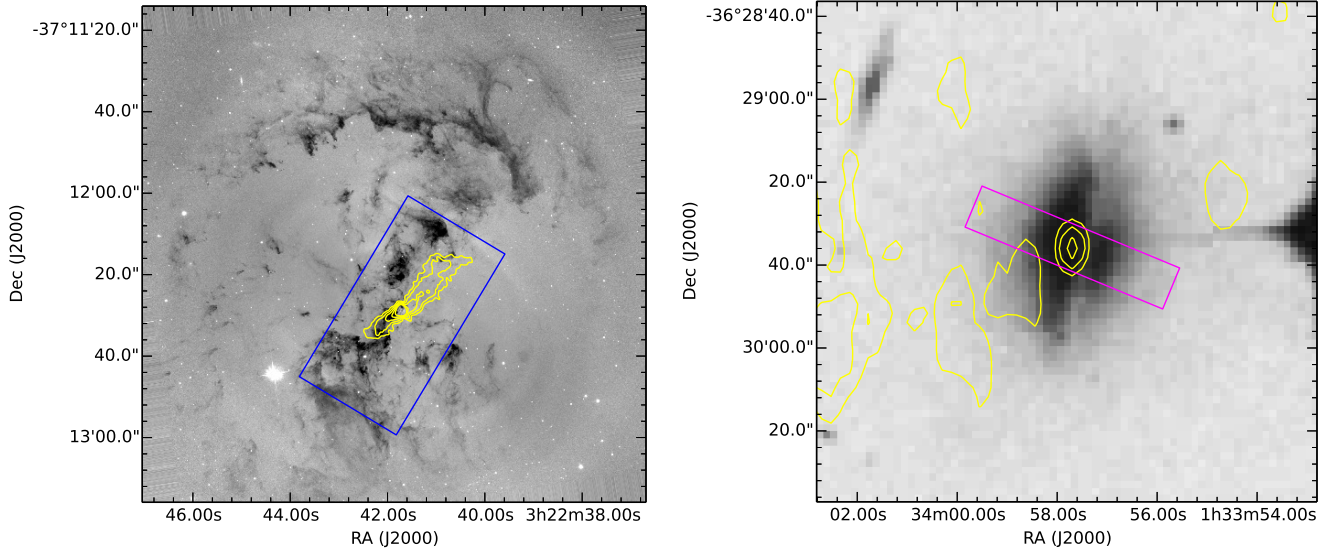 -37°11'20.0"
40.0"
12'00.0"
20.0"
40.0"
13'00.0"
Dec (J2000)
46.00s 44.00s 42.00s 40.00s 3h22m38.00s
RA (J2000)
-36°28'40.0"
29'00.0"
20.0"
40.0"
30'00.0"
20.0"
Dec (J2000)
02.00s 34m00.00s 58.00s 56.00s 1h33m54.00s
RA (J2000)